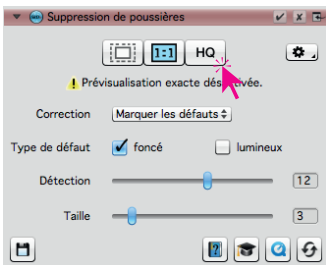 Suppression de poussières
1:1 HQ
Prévisualisation exacte désactivée.
Correction Marquer les défauts
Type de défaut foncé lumineux
Détection 12
Taille 3